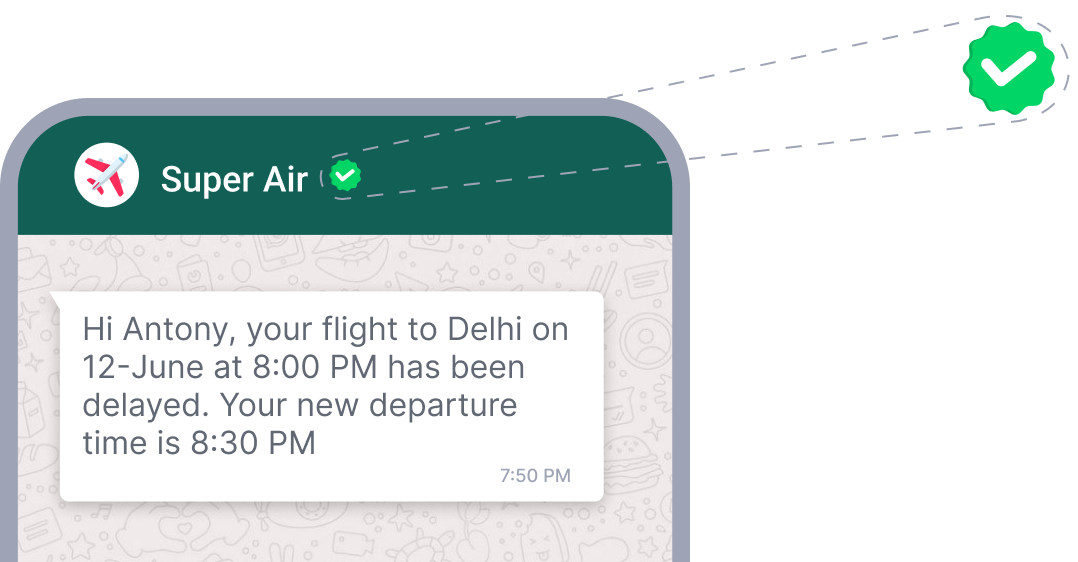 Super Air
Hi Antony, your flight to Delhi on
12-June at 8:00 PM has been
delayed. Your new departure
time is 8:30 PM
7:50 PM